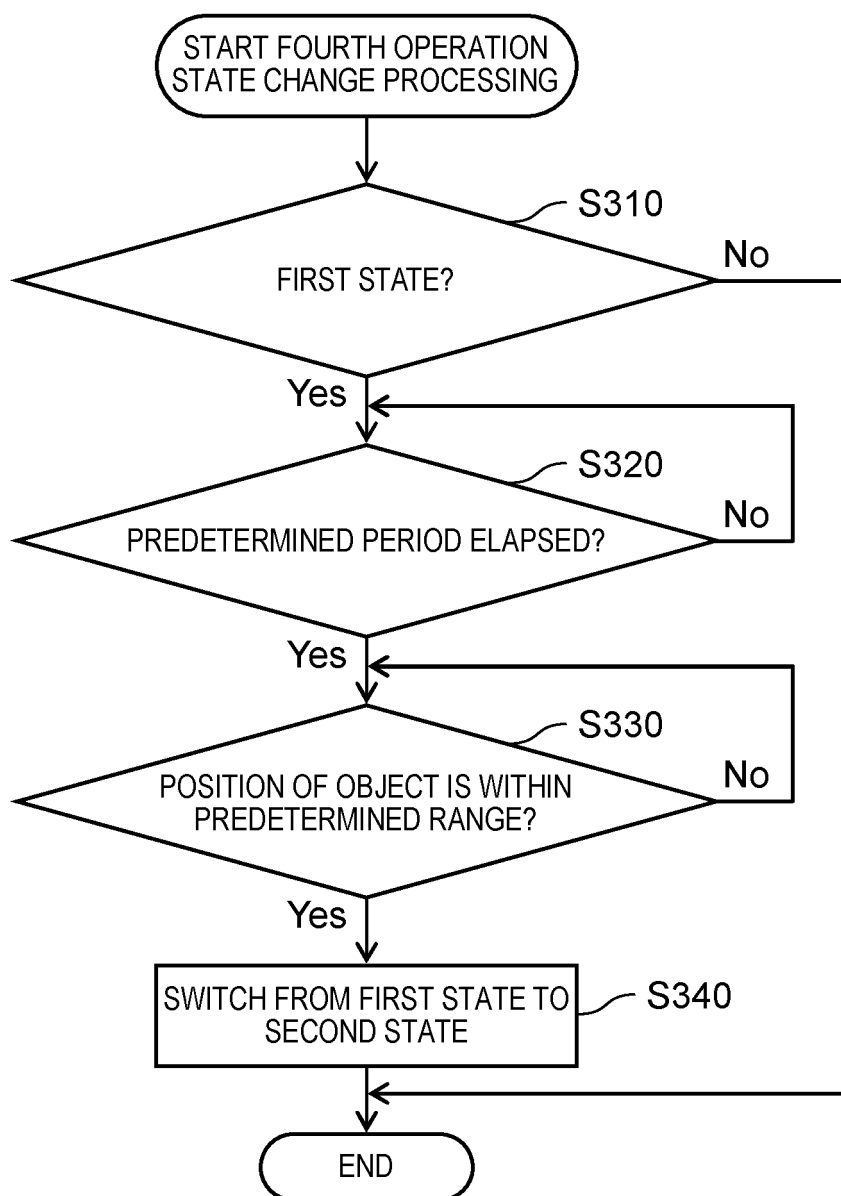 START FOURTH OPERATION
STATE CHANGE PROCESSING
S310
FIRST STATE?
No
Yes
S320
PREDETERMINED PERIOD ELAPSED?
No
Yes
S330
POSITION OF OBJECT IS WITHIN
PREDETERMINED RANGE?
No
Yes
SWITCH FROM FIRST STATE TO
SECOND STATE
S340
END